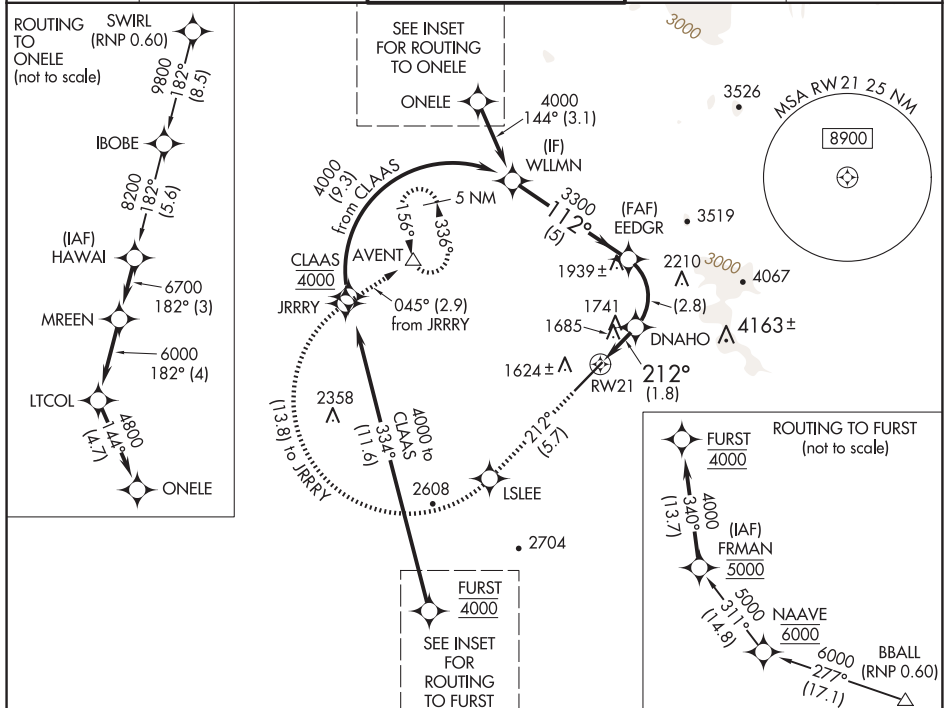 ROUTING
TO
ONELE
(not to scale)
SWIRL
(RNP 0.60)
9800
182°
(8.5)
IBOBE
8200
182°
(5.6)
(IAF)
HAWAI
6700
182° (3)
MREEN
6000
182° (4)
LTCOL
4800
144°
(4.7)
ONELE
SEE INSET
FOR ROUTING
TO ONELE
ONELE
4000
144° (3.1)
(IF)
WLLMN
4000
(9.3)
from CLAAS
5 NM
156°
336°
AVENT
CLAAS
4000
JRRRY
045° (2.9)
from JRRRY
3300
112°
(5)
(FAF)
EEDGR
1939±
2210
(2.8)
1741
1685
DNAHO
4163±
1624±
RW21
212°
(1.8)
3000
3526
3519
3000
4067
MSA RW21 25 NM
8900
2358
(13.8) to JRRRY
4000 to
CLAAS
334°
(11.6)
212°
(5.7)
2608
LSLEE
2704
FURST
4000
SEE INSET
FOR
ROUTING
TO FURST
ROUTING TO FURST
(not to scale)
FURST
4000
4000
340°
(13.7)
(IAF)
FRMAN
5000
5000
311°
(14.8)
NAAVE
6000
6000
277°
(17.1)
BBALL
(RNP 0.60)